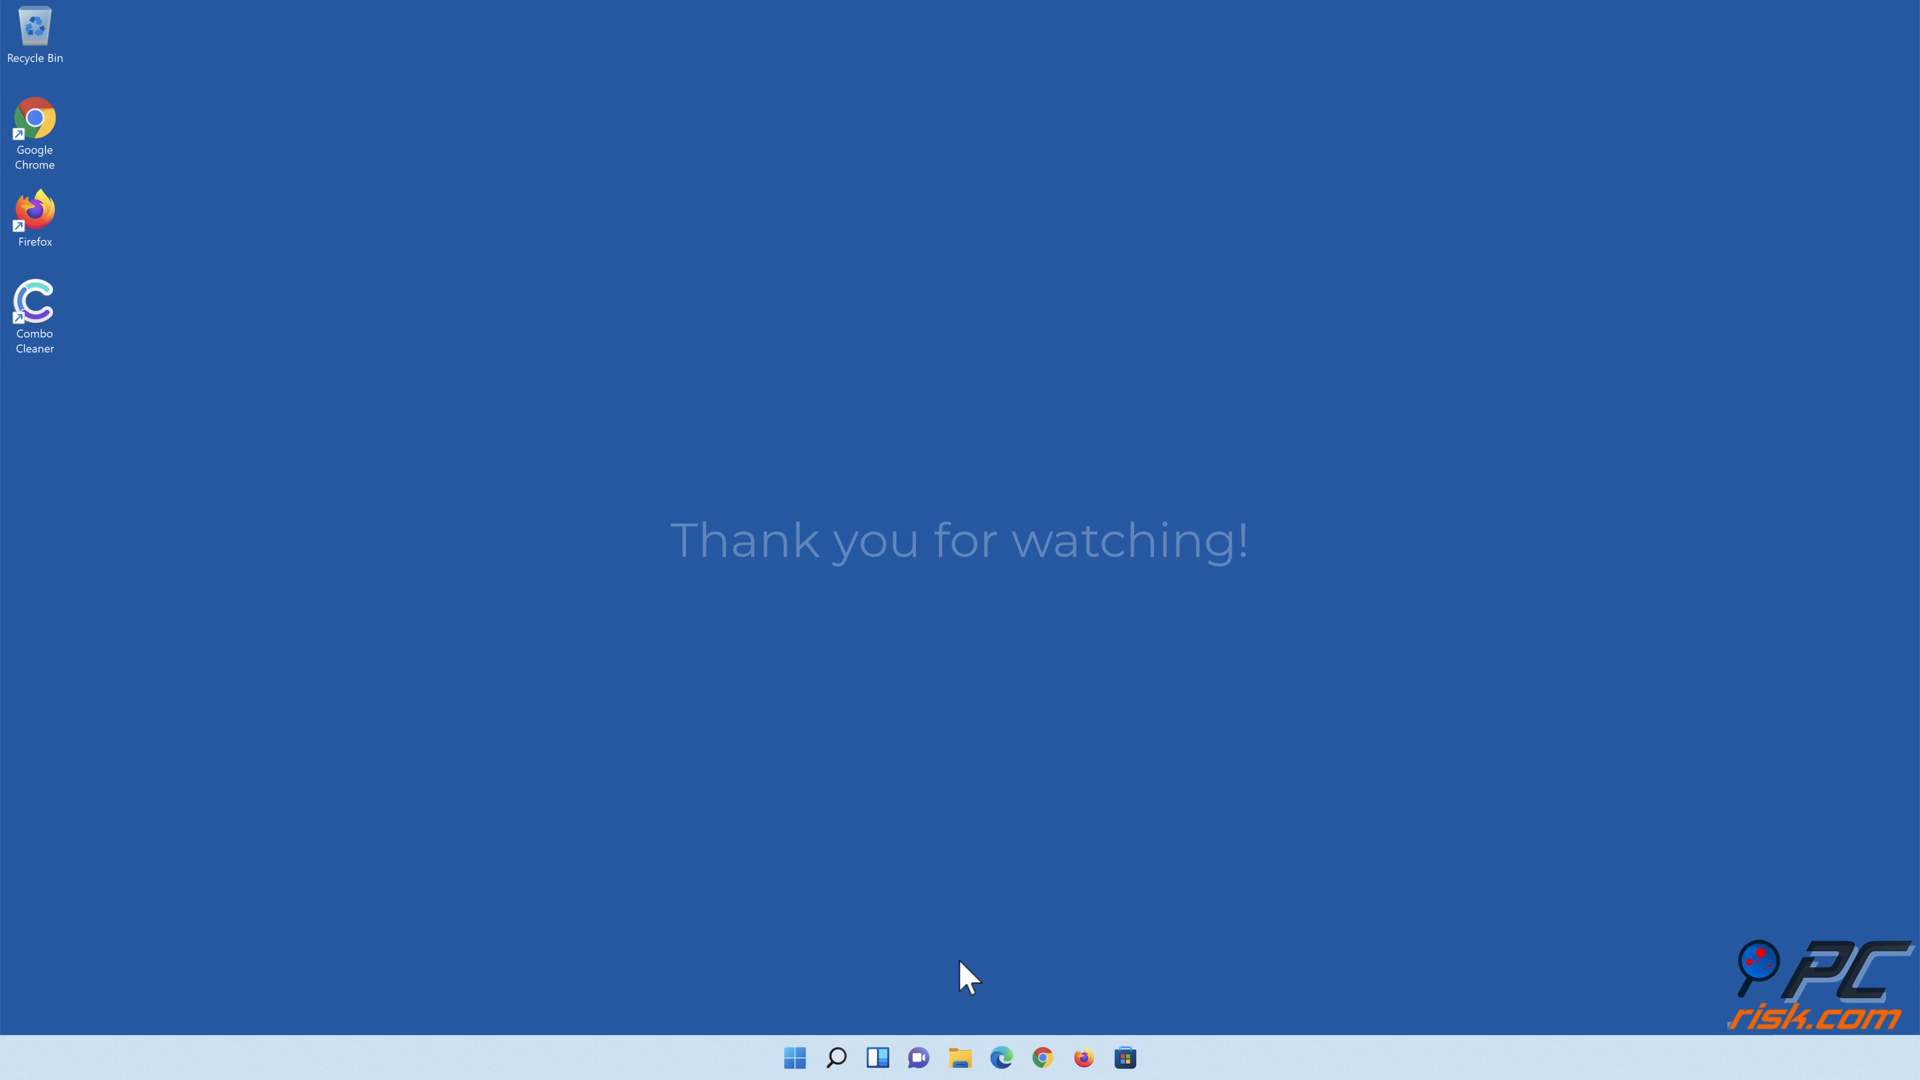 Recycle Bin
Google
Chrome
Firefox
Combo
Cleaner
Thank you for watching!
PC
risk.com